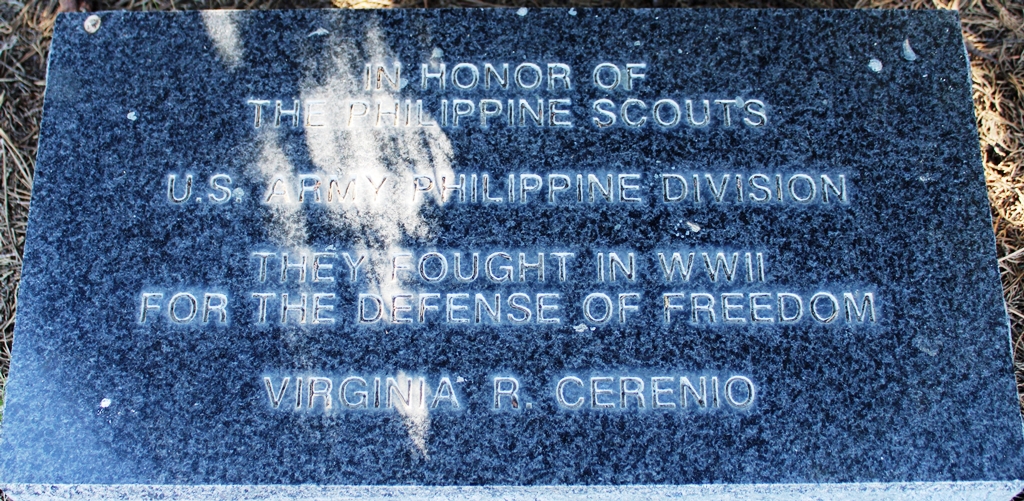 IN HONOR OF
THE PHILIPPINE SCOUTS
U.S. ARMY PHILIPPINE DIVISION
THEY FOUGHT IN WWII
FOR THE DEFENSE OF FREEDOM
VIRGINIA R. CERENIO